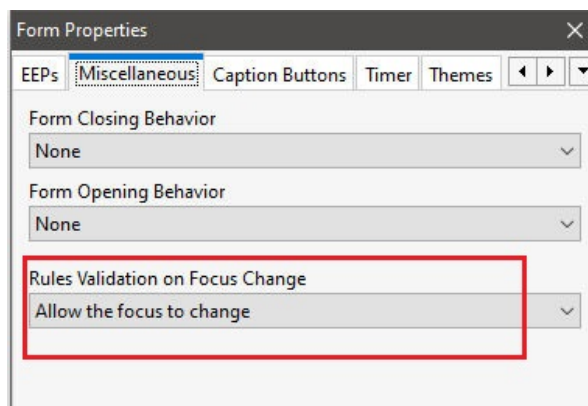 Form Properties
EEPs Miscellaneous Caption Buttons Timer Themes
Form Closing Behavior
None
Form Opening Behavior
None
Rules Validation on Focus Change
Allow the focus to change